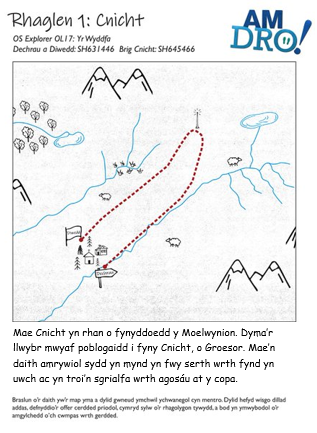 Rhaglen 1: Cnicht
AM DRO!
OS Explorer OL17: Yr Wyddfa
Dechrau a Diwedd: SH631446 Brig Cnicht: SH645466
Diwedd
Dechrau
Mae Cnicht yn rhan o fynyddoedd y Moelwynion. Dyma'r
llwybr mwyaf poblogaidd i fyny Cnicht, o Groesor. Mae'n
daith amrywiol sydd yn mynd yn fwy serth wrth fynd yn
uwch ac yn troi'n sgrialfa wrth agosáu at y copa.
Braslun o'r daith yw'r map yma a dylid gwneud ymchwil ychwanegol cyn mentro. Dylid hefyd wisgo dillad
addas, defnyddio'r offer cerdded priodol, cymryd sylw o'r rhagolygon tywydd, a bod yn ymwybodol o'r
amgylchedd o'ch cwmpas wrth gerdded.